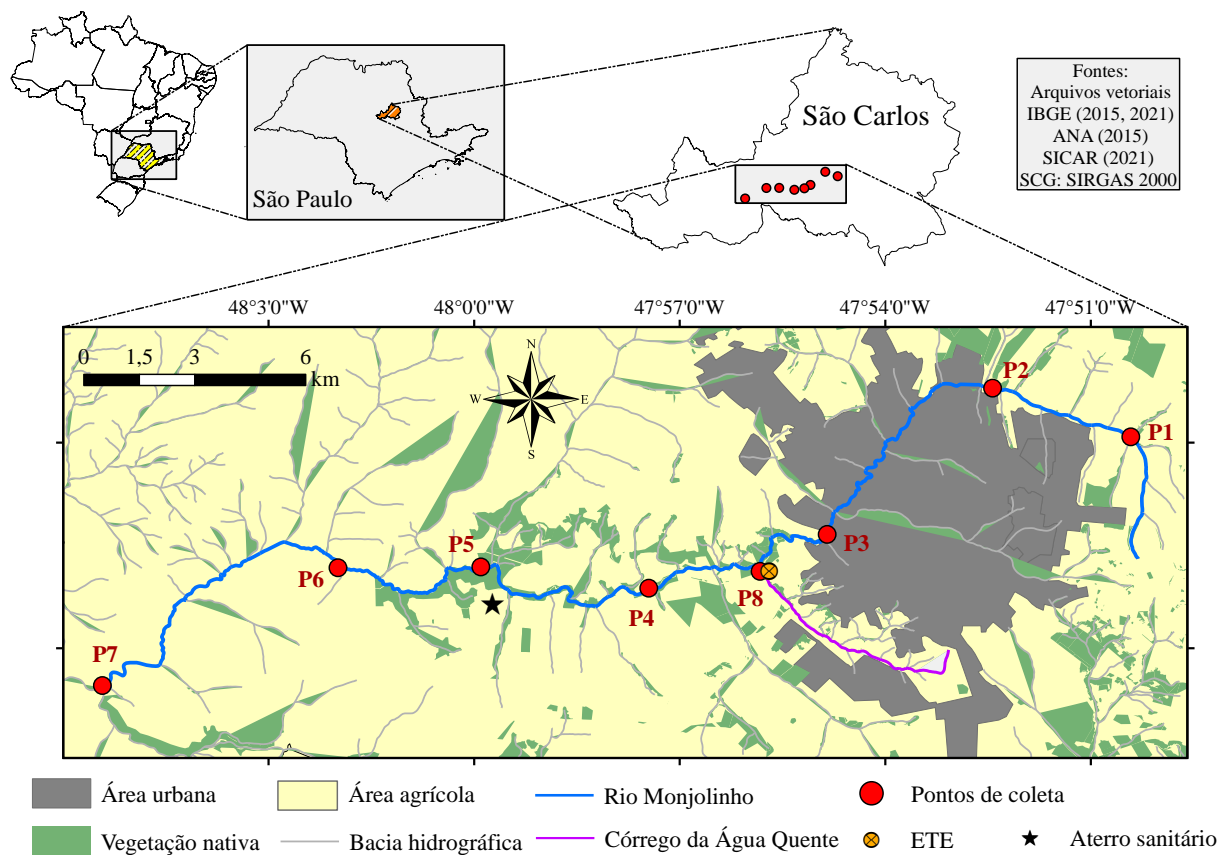 Fontes:
Arquivos vetoriais
IBGE (2015, 2021)
ANA (2015)
SICAR (2021)
SCG: SIRGAS 2000
São Paulo
São Carlos
48°3'0"W
48°0'0"W
47°57'0"W
47°54'0"W
47°51'0"W
0 1,5 3 6
km
N
W E
S
P2
P1
P3
P5
P6
P4
P8
P7
Área urbana
Área agrícola
Rio Monjolinho
Pontos de coleta
Vegetação nativa
Bacia hidrográfica
Córrego da Água Quente
ETE
Aterro sanitário